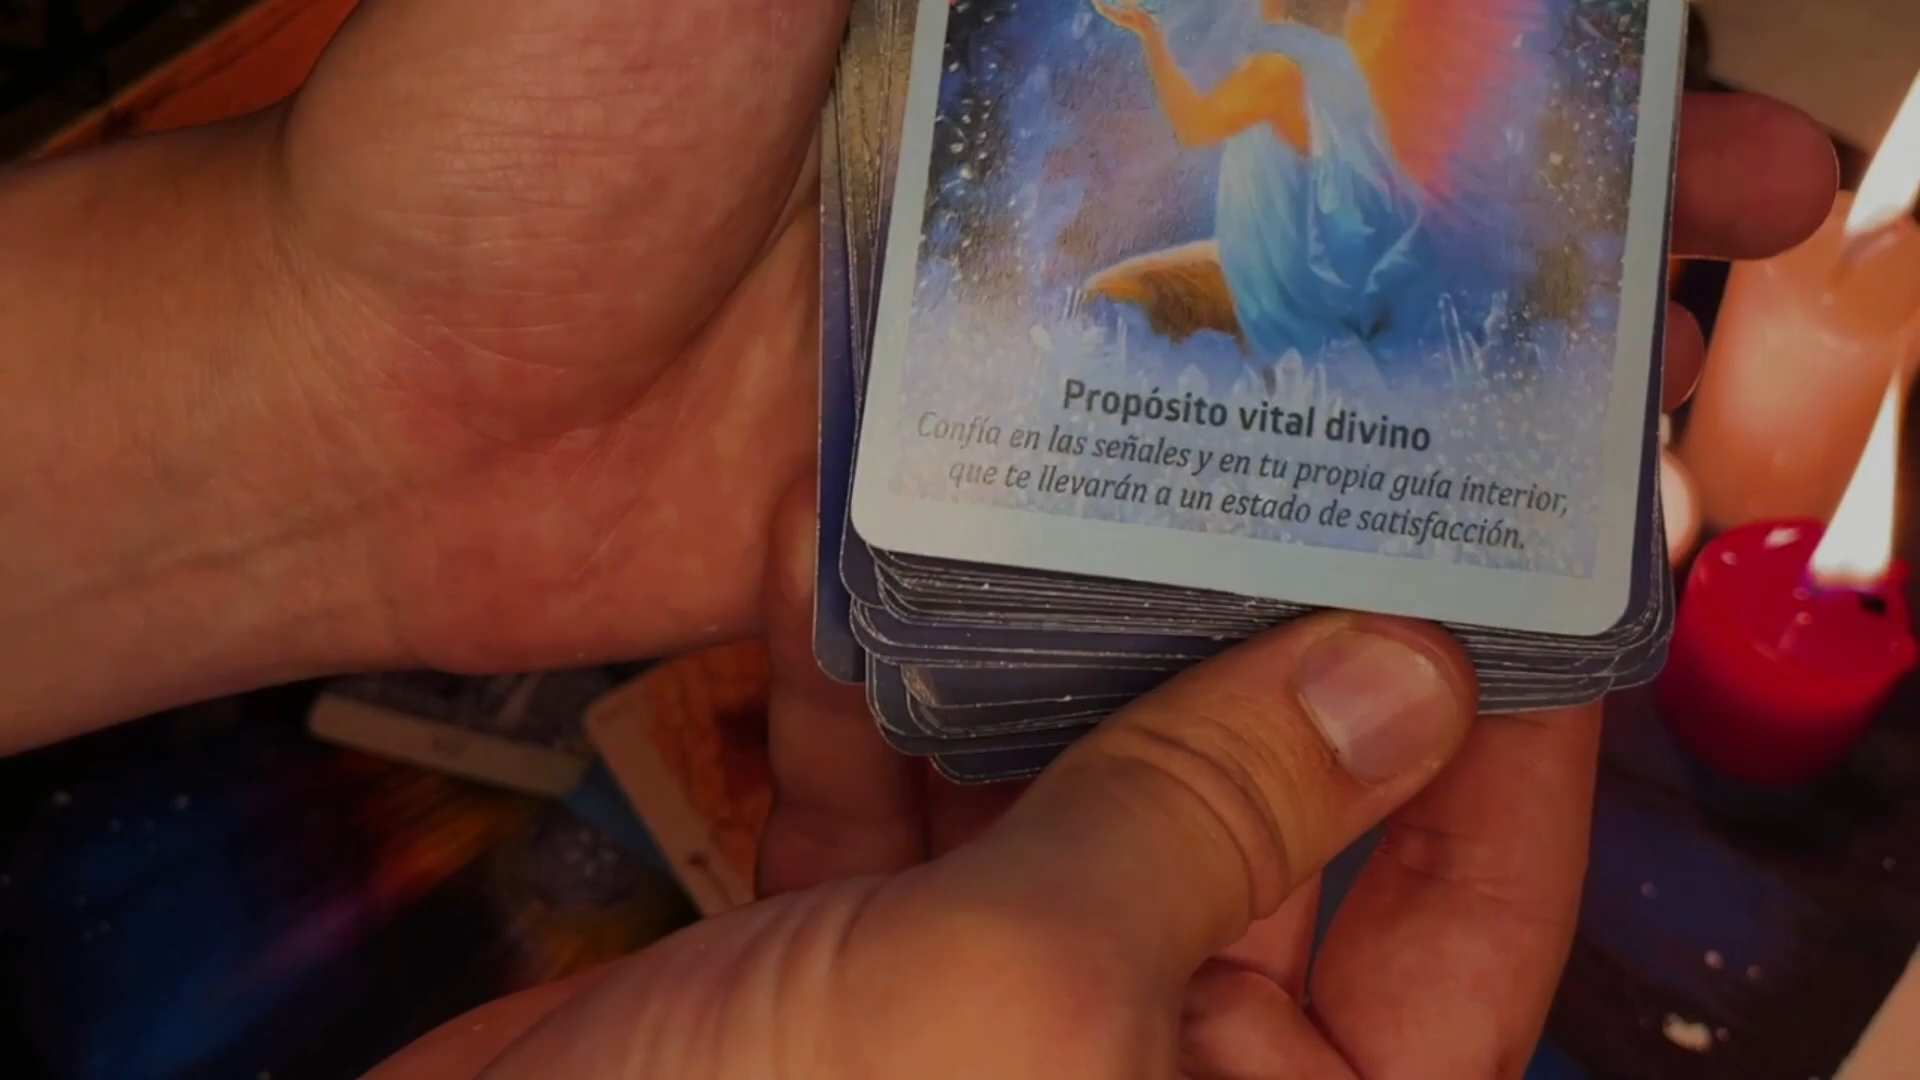 Propósito vital divino
Confía en las señales y en tu propia guía interior,
que te llevarán a un estado de satisfacción.